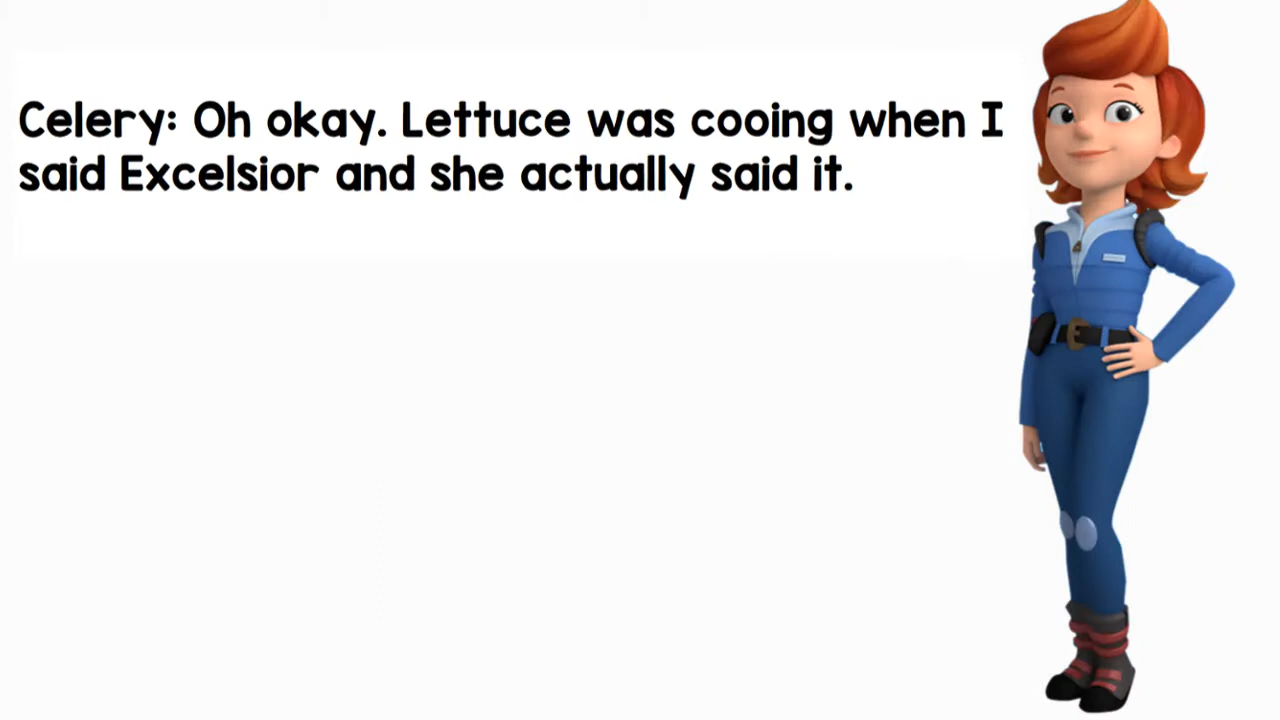 Celery: Oh okay. Lettuce was cooing when I
said Excelsior and she actually said it.